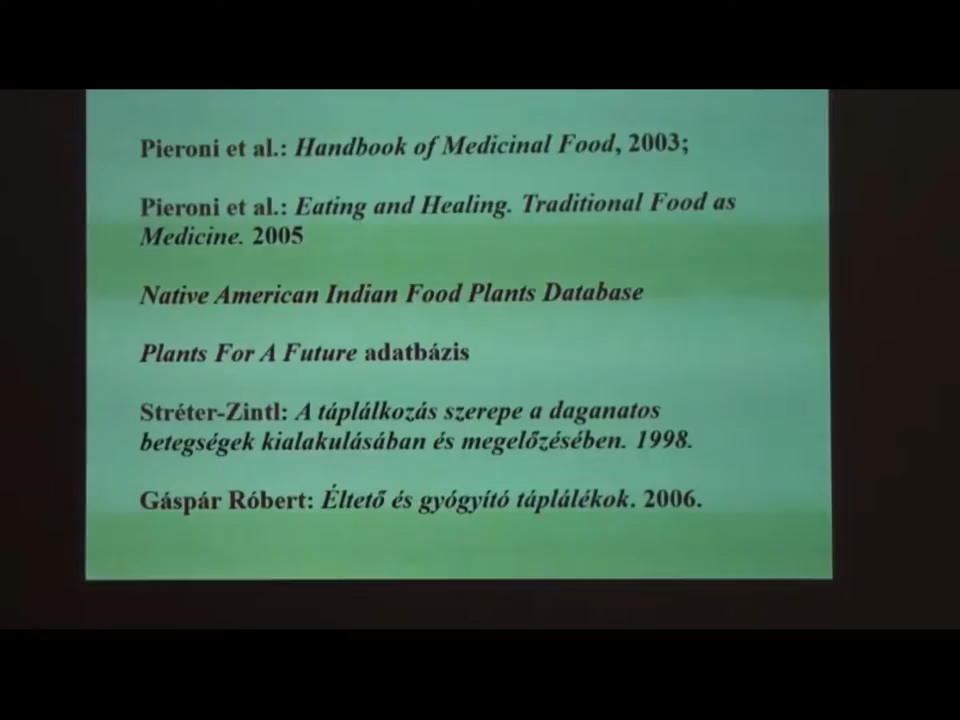 Pieroni et al.: Handbook of Medicinal Food, 2003;
Pieroni et al.: Eating and Healing. Traditional Food as
Medicine. 2005
Native American Indian Food Plants Database
Plants For A Future adatbázis
Stréter-Zintl: A táplálkozás szerepe a daganatos
betegségek kialakulásában és megelőzésében. 1998.
Gáspár Róbert: Éltető és gyógyító táplálékok. 2006.